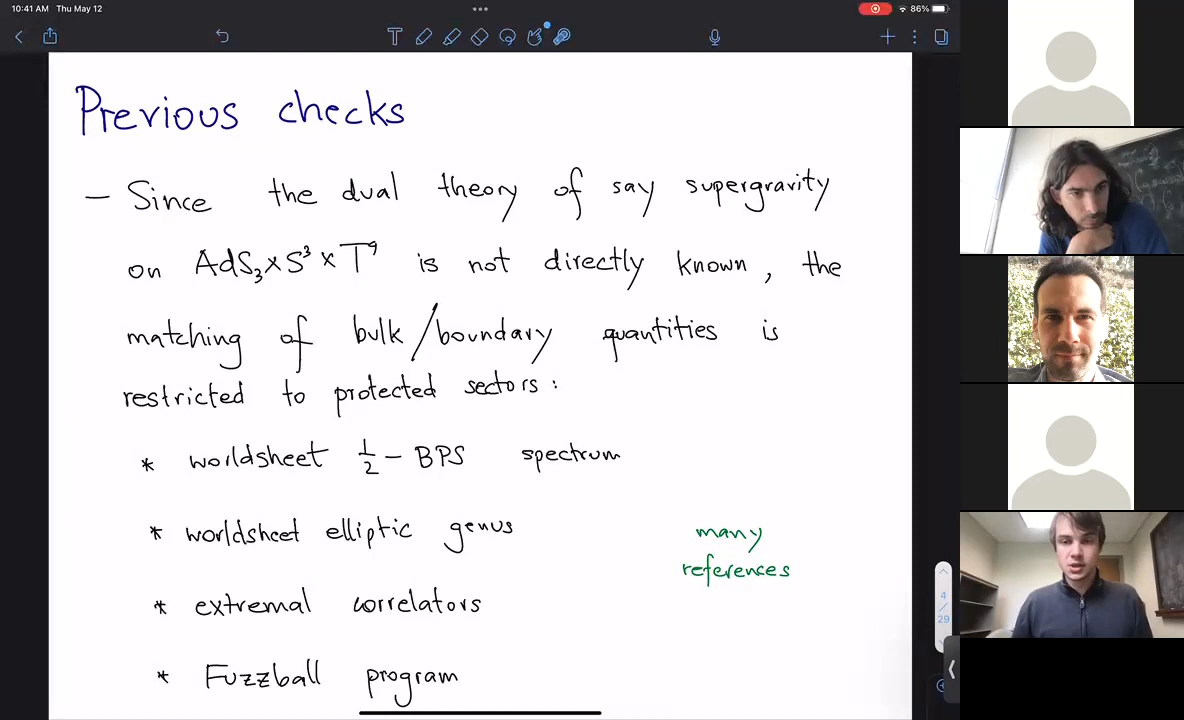 10:41 AM Thu May 12
86%
Previous checks
– Since the dual theory of say supergravity
on AdS₃×S³×T⁴ is not directly known, the
matching of bulk/boundary quantities is
restricted to protected sectors:
* worldsheet 1/2 – BPS spectrum
* worldsheet elliptic genus
many
references
* extremal correlators
* Fuzzball program
4
/
29